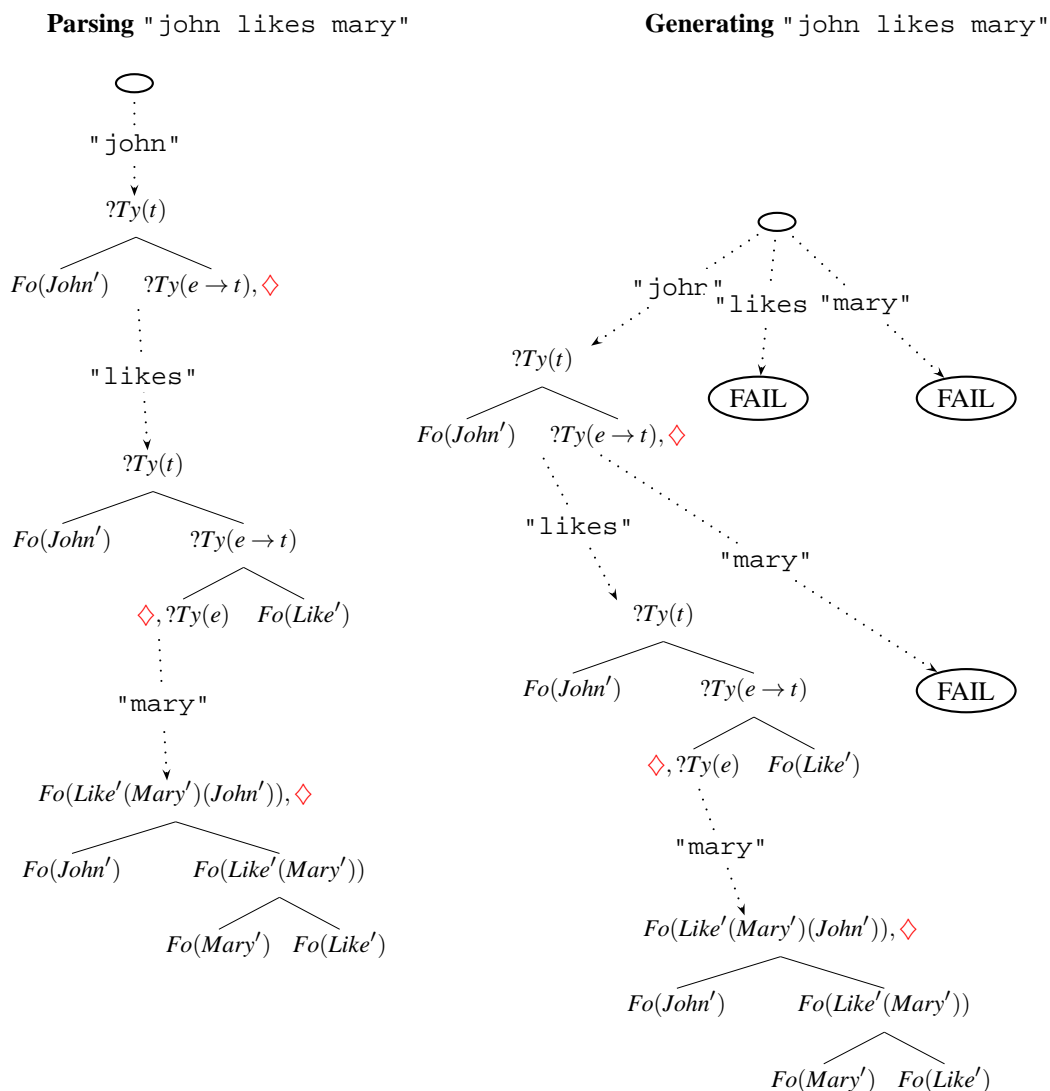 Parsing "john likes mary"
"john"
?Ty(t)
Fo(John′) ?Ty(e → t), ♢
"likes"
?Ty(t)
Fo(John′) ?Ty(e → t)
♢, ?Ty(e) Fo(Like′)
"mary"
Fo(Like′(Mary′)(John′)), ♢
Fo(John′) Fo(Like′(Mary′))
Fo(Mary′) Fo(Like′)
Generating "john likes mary"
"john" "likes "mary"
?Ty(t)
FAIL FAIL
Fo(John′) ?Ty(e → t), ♢
"likes"
"mary"
?Ty(t)
Fo(John′) ?Ty(e → t)
FAIL
♢, ?Ty(e) Fo(Like′)
"mary"
Fo(Like′(Mary′)(John′)), ♢
Fo(John′) Fo(Like′(Mary′))
Fo(Mary′) Fo(Like′)